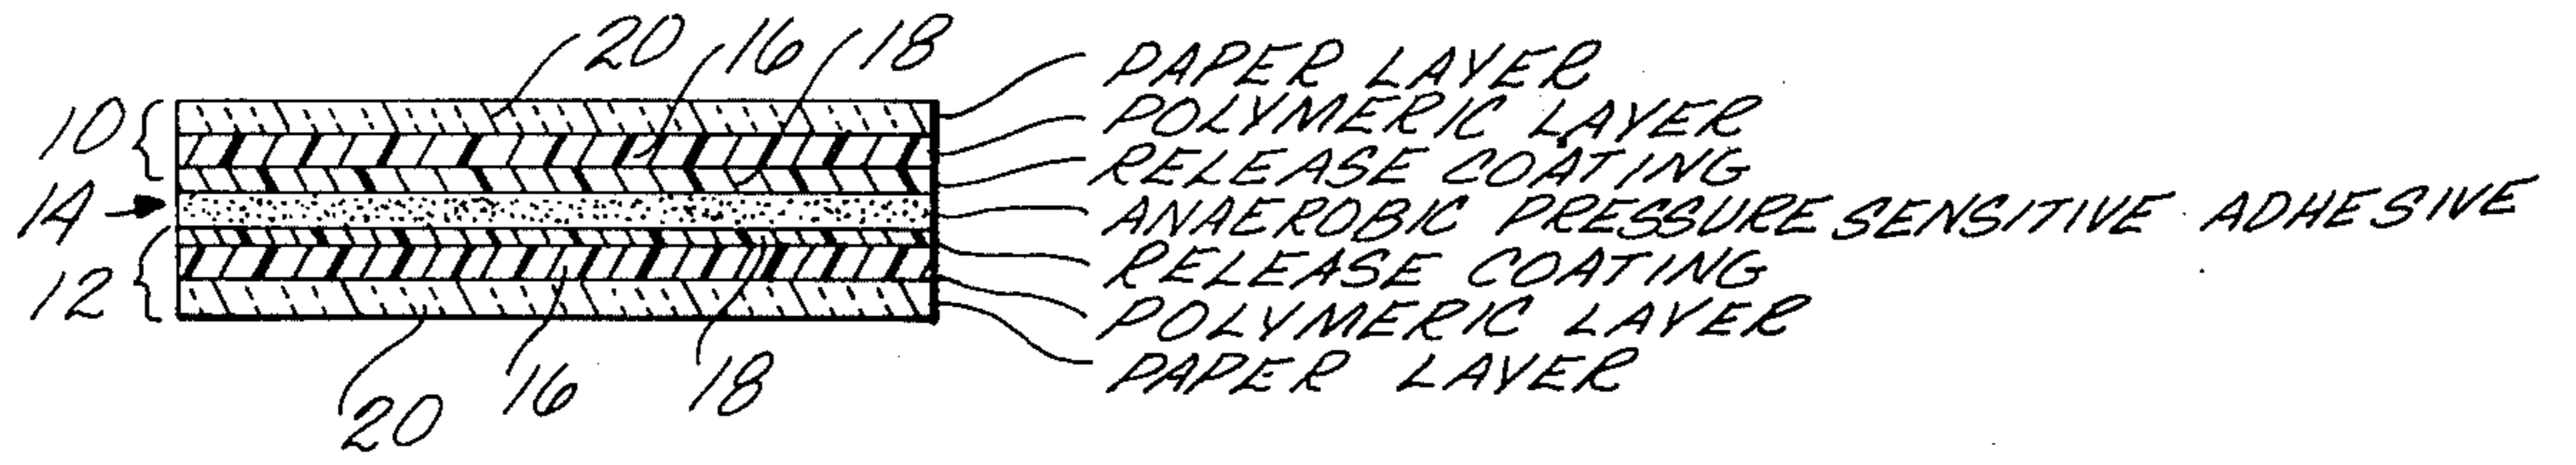 20 16 18
PAPER LAYER
10
POLYMERIC LAYER
RELEASE COATING
14
ANAEROBIC PRESSURE SENSITIVE ADHESIVE
RELEASE COATING
12
POLYMERIC LAYER
PAPER LAYER
20 16 18